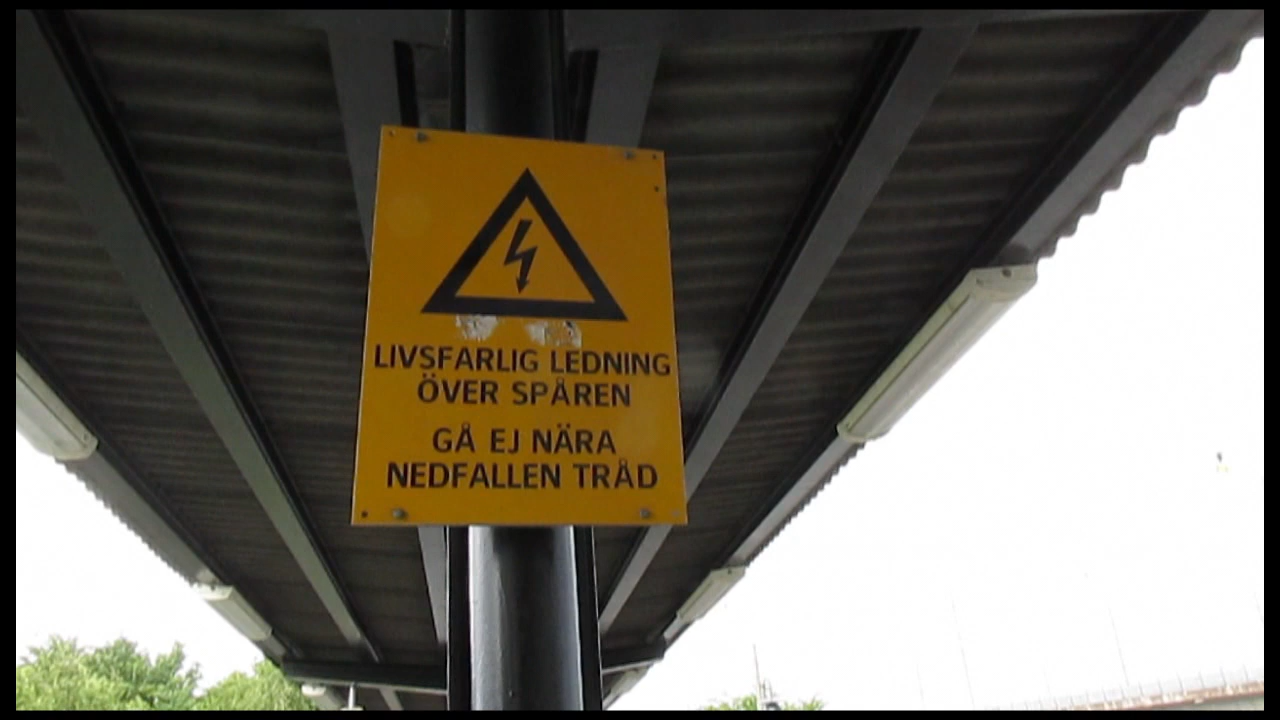 LIVSFARLIG LEDNING
ÖVER SPÅREN
GÅ EJ NÄRA
NEDFALLEN TRÅD